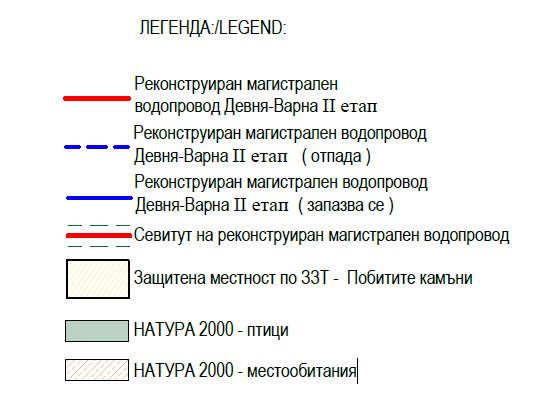 ЛЕГЕНДА:/LEGEND:
Реконструиран магистрален
водопровод Девня-Варна II етап
Реконструиран магистрален водопровод
Девня-Варна II етап ( отпада )
Реконструиран магистрален водопровод
Девня-Варна II етап ( запазва се )
Севитут на реконструиран магистрален водопровод
Защитена местност по ЗЗТ - Побитите камъни
НАТУРА 2000 - птици
НАТУРА 2000 - местообитания